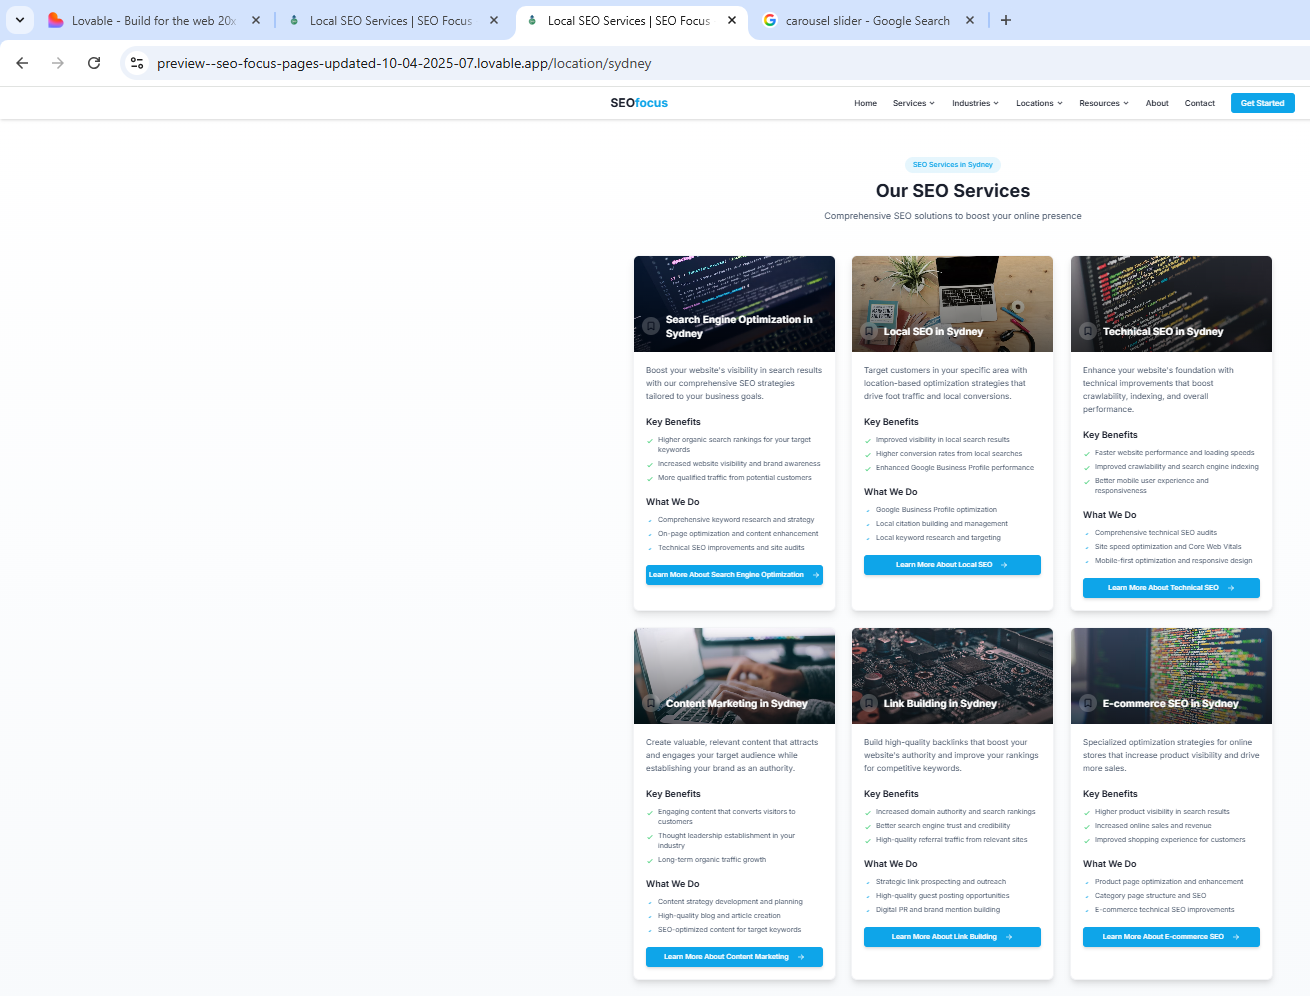 Lovable - Build for the web 20x
Local SEO Services | SEO Focus
Local SEO Services | SEO Focus
carousel slider - Google Search
preview--seo-focus-pages-updated-10-04-2025-07.lovable.app/location/sydney
SEOfocus
Home Services Industries Locations Resources About Contact Get Started
SEO Services in Sydney
Our SEO Services
Comprehensive SEO solutions to boost your online presence
Search Engine Optimization in
Sydney
Boost your website's visibility in search results
with our comprehensive SEO strategies
tailored to your business goals.
Key Benefits
Higher organic search rankings for your target
keywords
Increased website visibility and brand awareness
More qualified traffic from potential customers
What We Do
Comprehensive keyword research and strategy
On-page optimization and content enhancement
Technical SEO improvements and site audits
Learn More About Search Engine Optimization
Local SEO in Sydney
Target customers in your specific area with
location-based optimization strategies that
drive foot traffic and local conversions.
Key Benefits
Improved visibility in local search results
Higher conversion rates from local searches
Enhanced Google Business Profile performance
What We Do
Google Business Profile optimization
Local citation building and management
Local keyword research and targeting
Learn More About Local SEO
Technical SEO in Sydney
Enhance your website's foundation with
technical improvements that boost
crawlability, indexing, and overall
performance.
Key Benefits
Faster website performance and loading speeds
Improved crawlability and search engine indexing
Better mobile user experience and
responsiveness
What We Do
Comprehensive technical SEO audits
Site speed optimization and Core Web Vitals
Mobile-first optimization and responsive design
Learn More About Technical SEO
Content Marketing in Sydney
Create valuable, relevant content that attracts
and engages your target audience while
establishing your brand as an authority.
Key Benefits
Engaging content that converts visitors to
customers
Thought leadership establishment in your
industry
Long-term organic traffic growth
What We Do
Content strategy development and planning
High-quality blog and article creation
SEO-optimized content for target keywords
Learn More About Content Marketing
Link Building in Sydney
Build high-quality backlinks that boost your
website's authority and improve your rankings
for competitive keywords.
Key Benefits
Increased domain authority and search rankings
Better search engine trust and credibility
High-quality referral traffic from relevant sites
What We Do
Strategic link prospecting and outreach
High-quality guest posting opportunities
Digital PR and brand mention building
Learn More About Link Building
E-commerce SEO in Sydney
Specialized optimization strategies for online
stores that increase product visibility and drive
more sales.
Key Benefits
Higher product visibility in search results
Increased online sales and revenue
Improved shopping experience for customers
What We Do
Product page optimization and enhancement
Category page structure and SEO
E-commerce technical SEO improvements
Learn More About E-commerce SEO